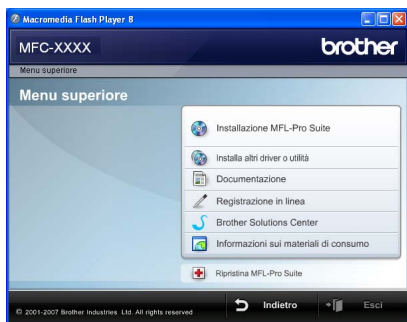 Macromedia Flash Player 8
MFC-XXXX
brother
Menu superiore
Menu superiore
Installazione MFL-Pro Suite
Installa altri driver o utilità
Documentazione
Registrazione in linea
Brother Solutions Center
Informazioni sui materiali di consumo
Ripristina MFL-Pro Suite
© 2001-2007 Brother Industries Ltd. All rights reserved
Indietro
Esci